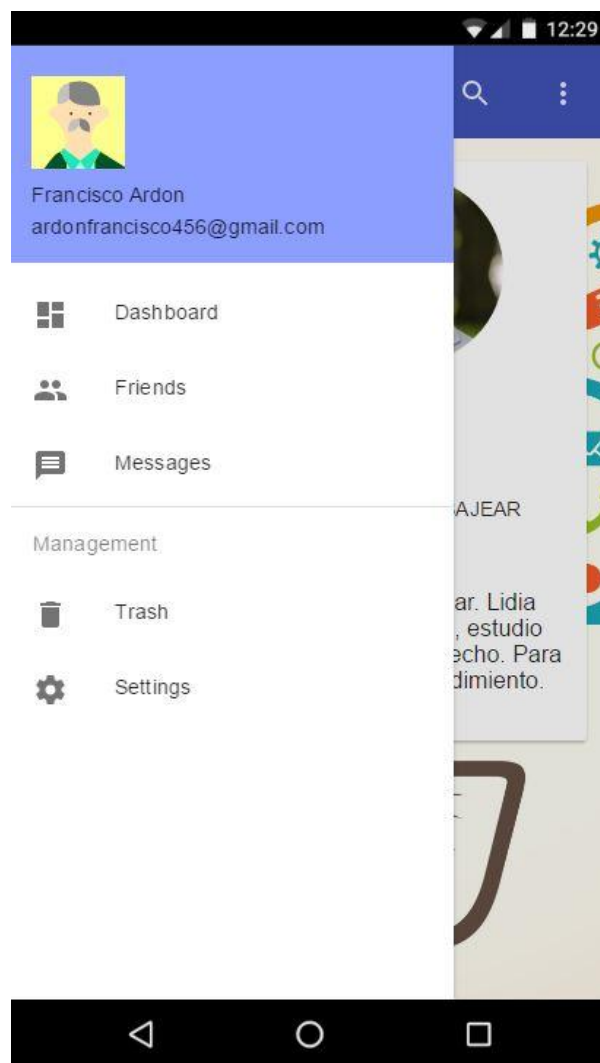 12:29
Francisco Ardon
ardonfrancisco456@gmail.com
Dashboard
Friends
Messages
Management
Trash
Settings
AJEAR
ar. Lidia
, estudio
echo. Para
dimiento.